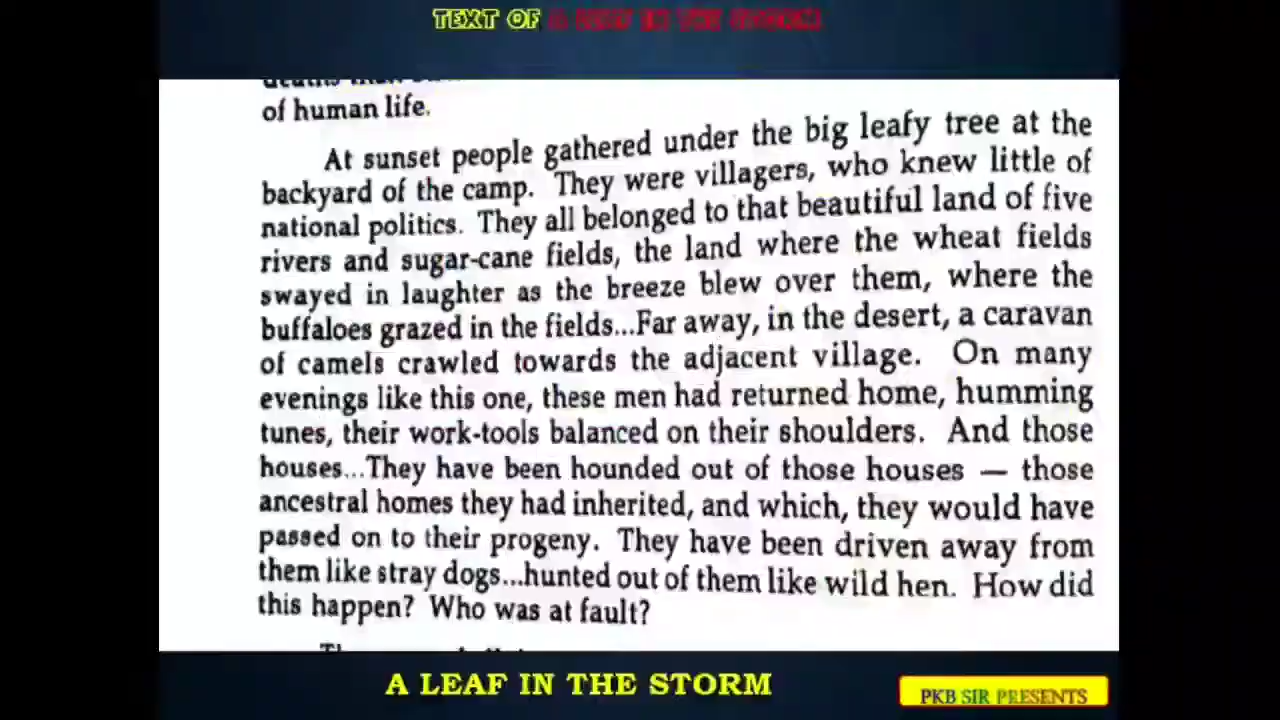 TEXT OF A LEAF IN THE STORM
of human life.
At sunset people gathered under the big leafy tree at the
backyard of the camp. They were villagers, who knew little of
national politics. They all belonged to that beautiful land of five
rivers and sugar-cane fields, the land where the wheat fields
swayed in laughter as the breeze blew over them, where the
buffaloes grazed in the fields...Far away, in the desert, a caravan
of camels crawled towards the adjacent village. On many
evenings like this one, these men had returned home, humming
tunes, their work-tools balanced on their shoulders. And those
houses...They have been hounded out of those houses — those
ancestral homes they had inherited, and which, they would have
passed on to their progeny. They have been driven away from
them like stray dogs...hunted out of them like wild hen. How did
this happen? Who was at fault?
A LEAF IN THE STORM
PKB SIR PRESENTS